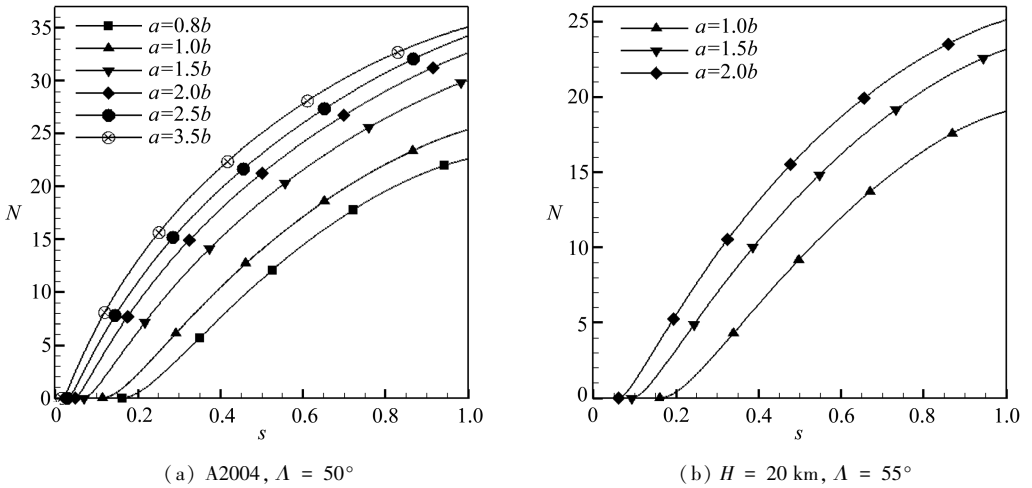 35
30
25
20
15
10
5
0
N
a=0.8b
a=1.0b
a=1.5b
a=2.0b
a=2.5b
a=3.5b
0
0.2
0.4
0.6
0.8
1.0
s
(a) A2004, Λ = 50°
25
20
15
10
5
0
N
a=1.0b
a=1.5b
a=2.0b
0
0.2
0.4
0.6
0.8
1.0
s
(b) H = 20 km, Λ = 55°